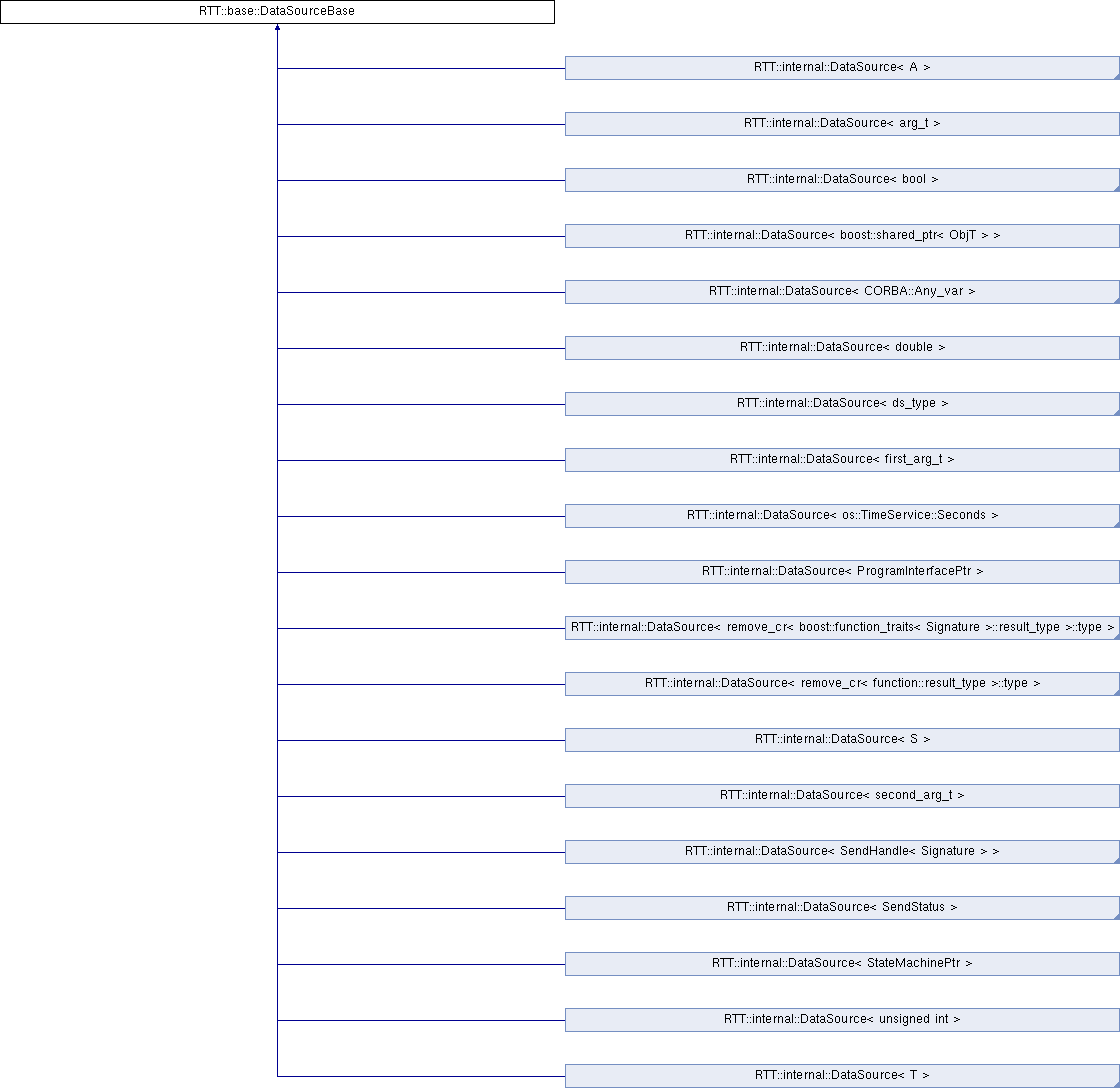 RTT::base::DataSourceBase
RTT::internal::DataSource< A >
RTT::internal::DataSource< arg_t >
RTT::internal::DataSource< bool >
RTT::internal::DataSource< boost::shared_ptr< ObjT > >
RTT::internal::DataSource< CORBA::Any_var >
RTT::internal::DataSource< double >
RTT::internal::DataSource< ds_type >
RTT::internal::DataSource< first_arg_t >
RTT::internal::DataSource< os::TimeService::Seconds >
RTT::internal::DataSource< ProgramInterfacePtr >
RTT::internal::DataSource< remove_cr< boost::function_traits< Signature >::result_type >::type >
RTT::internal::DataSource< remove_cr< function::result_type >::type >
RTT::internal::DataSource< S >
RTT::internal::DataSource< second_arg_t >
RTT::internal::DataSource< SendHandle< Signature > >
RTT::internal::DataSource< SendStatus >
RTT::internal::DataSource< StateMachinePtr >
RTT::internal::DataSource< unsigned int >
RTT::internal::DataSource< T >